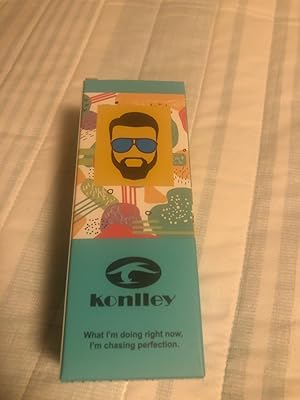 konlley
What I'm doing right now,
I'm chasing perfection.